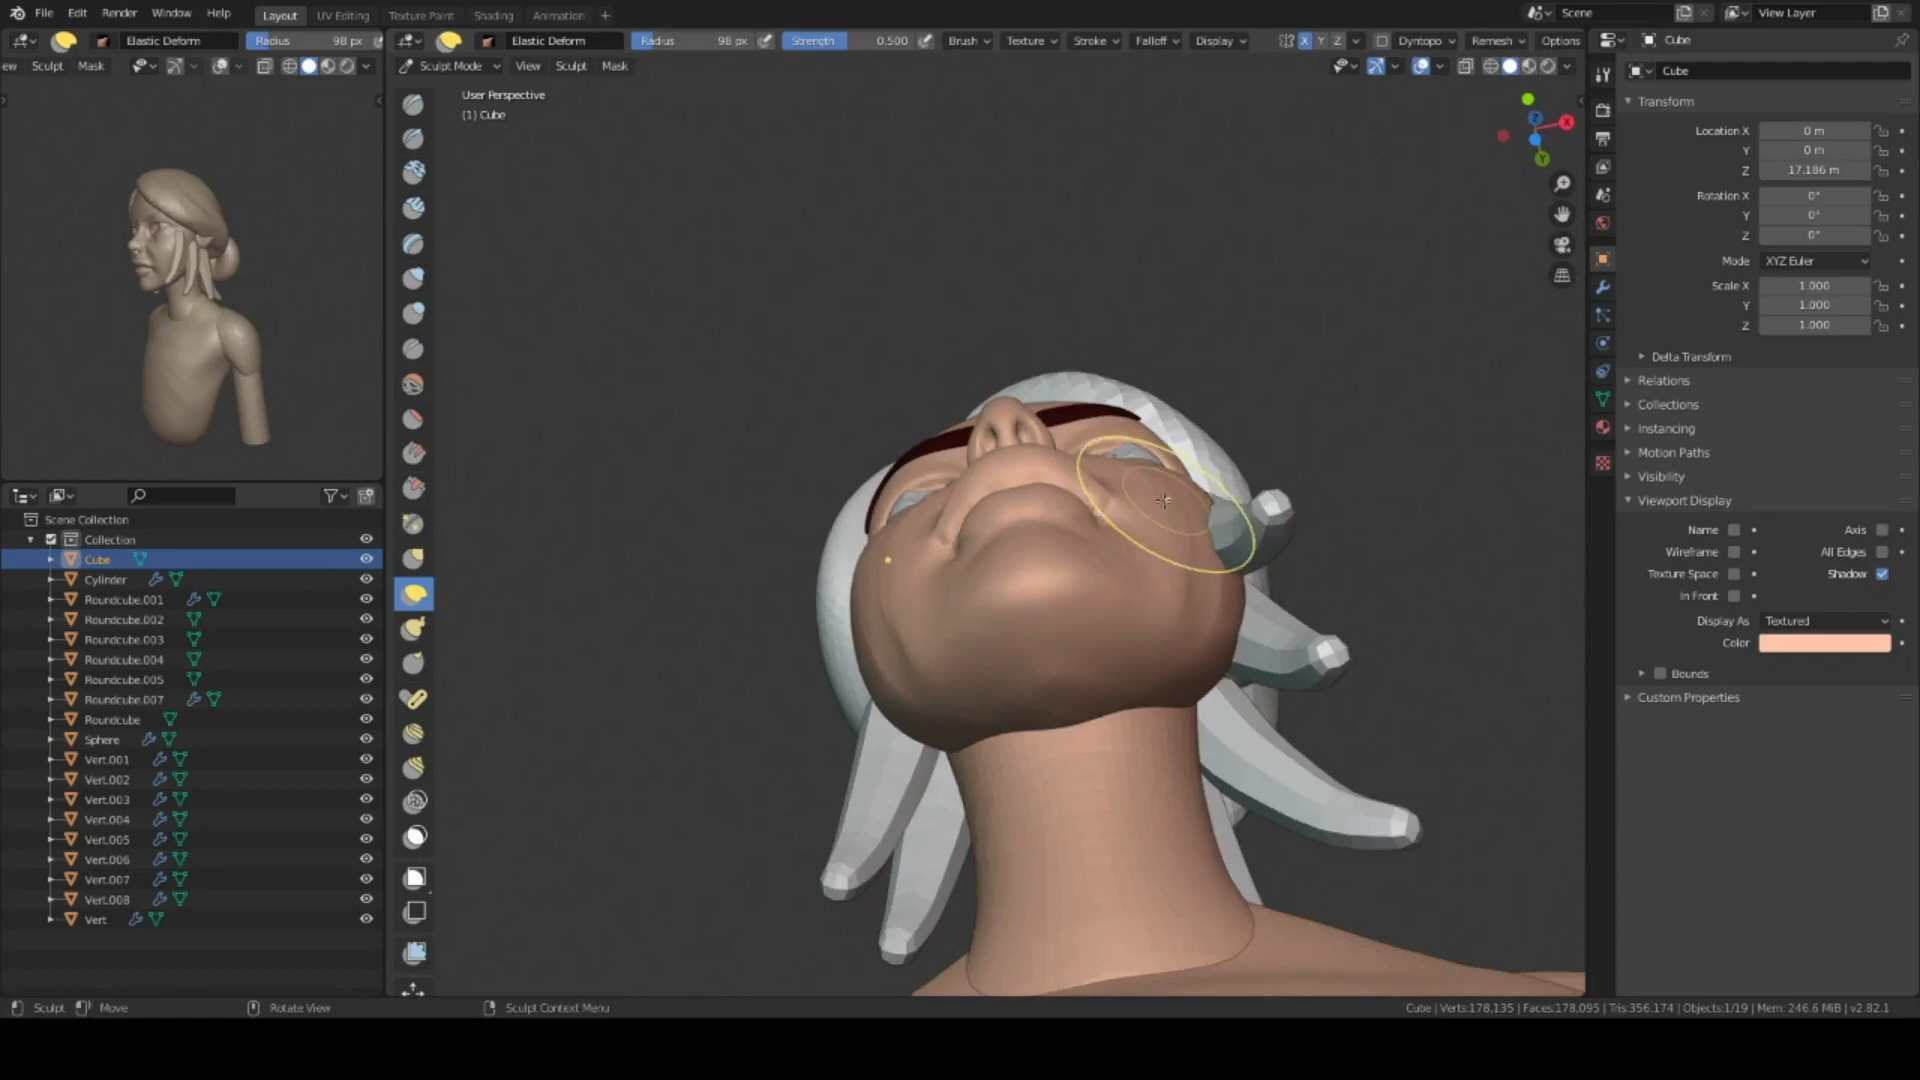 File Edit Render Window Help
Layout UV Editing Texture Paint Shading Animation +
Scene
View Layer
Elastic Deform Radius 98 px
Elastic Deform Radius 98 px Strength 0.500 Brush Texture Stroke Falloff Display X Y Z Dyntopo Remesh Options
ew Sculpt Mask
Sculpt Mode View Sculpt Mask
User Perspective
(1) Cube
X
Z
Y
Scene Collection
Collection
Cube
Cylinder
Roundcube.001
Roundcube.002
Roundcube.003
Roundcube.004
Roundcube.005
Roundcube.007
Roundcube
Sphere
Vert.001
Vert.002
Vert.003
Vert.004
Vert.005
Vert.006
Vert.007
Vert.008
Vert
Cube
Cube
Transform
Location X 0 m
Y 0 m
Z 17.186 m
Rotation X 0°
Y 0°
Z 0°
Mode XYZ Euler
Scale X 1.000
Y 1.000
Z 1.000
Delta Transform
Relations
Collections
Instancing
Motion Paths
Visibility
Viewport Display
Name Axis
Wireframe All Edges
Texture Space Shadow
In Front
Display As Textured
Color
Bounds
Custom Properties
Sculpt Move Rotate View Sculpt Context Menu
Cube | Verts:178,135 | Faces:178,095 | Tris:356,174 | Objects:1/19 | Mem: 246.6 MiB | v2.82.1